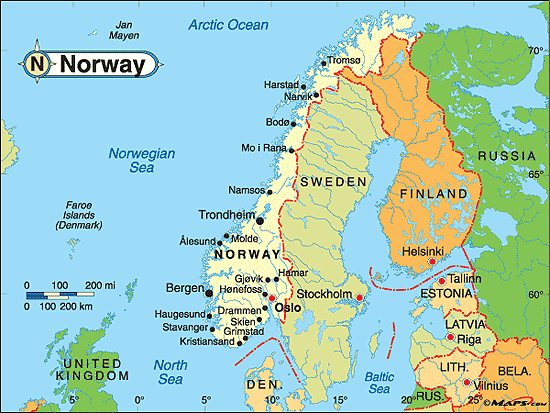 Jan
Mayen
Arctic Ocean
70°
N Norway
Tromsø
Harstad
Narvik
Bodø
65°
Mo i Rana
Norwegian
Sea
RUSSIA
SWEDEN
FINLAND
Namsos
Faroe
Islands
(Denmark)
Trondheim
Molde
Ålesund
NORWAY
Helsinki
60°
Gjøvik
Hamar
Tallinn
0 100 200 mi
Bergen
Hønefoss
ESTONIA
0 100 200 300 km
Oslo
Stockholm
Haugesund
Drammen
LATVIA
Skien
Stavanger
Grimstad
Riga
Kristiansand
UNITED
KINGDOM
North
Sea
LITH.
BELA.
DEN.
Baltic
Sea
Vilnius
RUS.
0° 5° 10° 15° 20° 25°
©MAPS.com